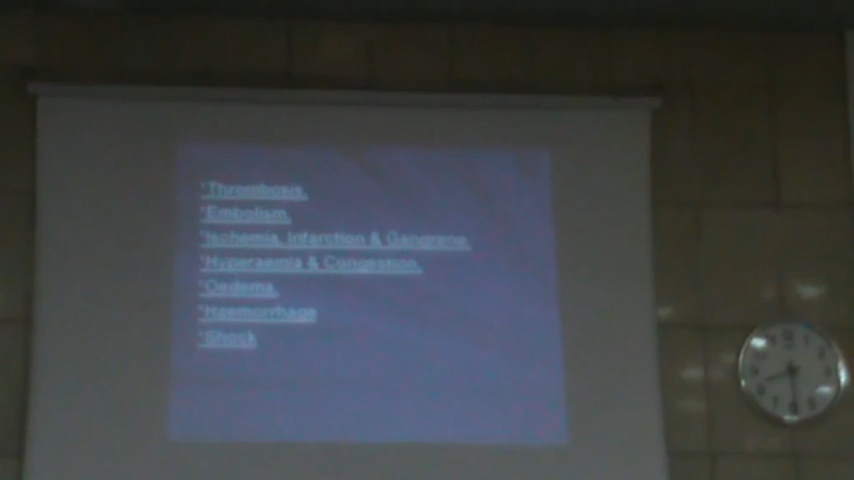 *Thrombosis.
*Embolism.
*Ischemia, Infarction & Gangrene.
*Hyperaemia & Congestion.
*Oedema.
*Haemorrhage
*Shock